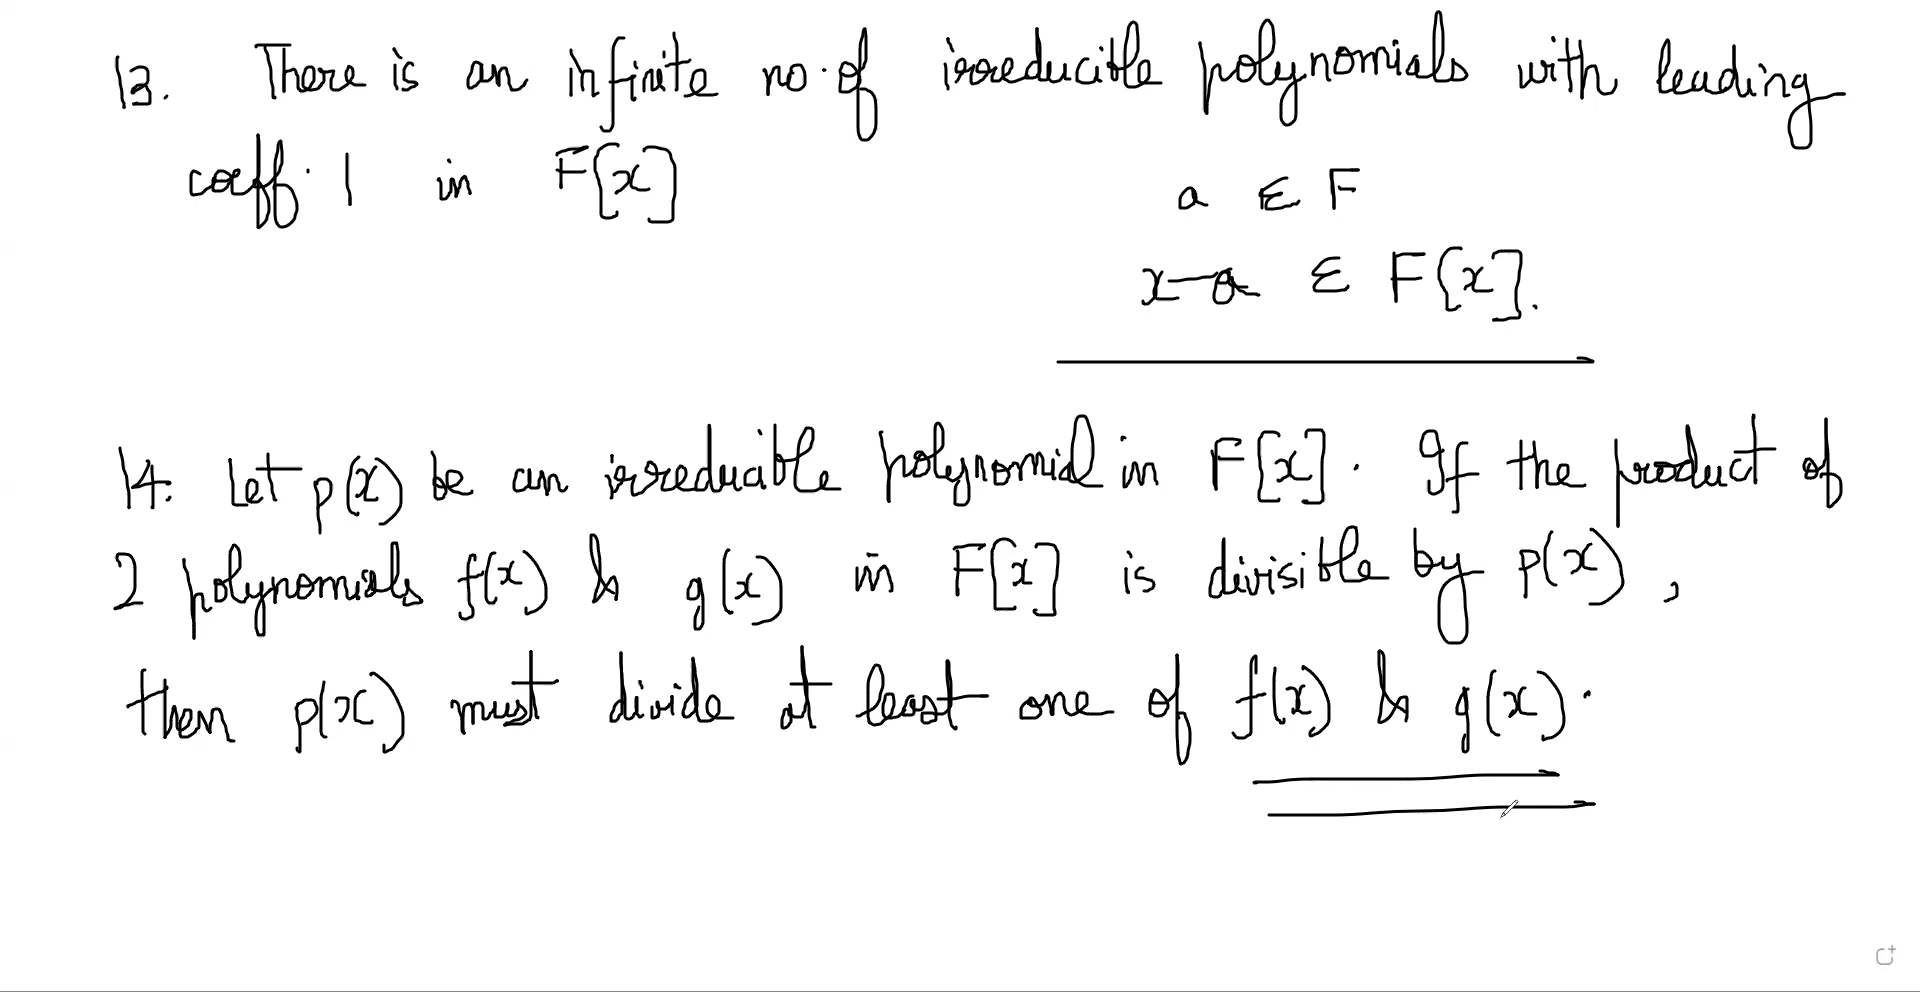 13. There is an infinite no. of irreducible polynomials with leading
coeff. 1 in F[x]
a ∈ F
x-a ∈ F[x].
14. Let p(x) be an irreducible polynomial in F[x]. If the product of
2 polynomials f(x) & g(x) in F[x] is divisible by p(x),
then p(x) must divide at least one of f(x) & g(x).